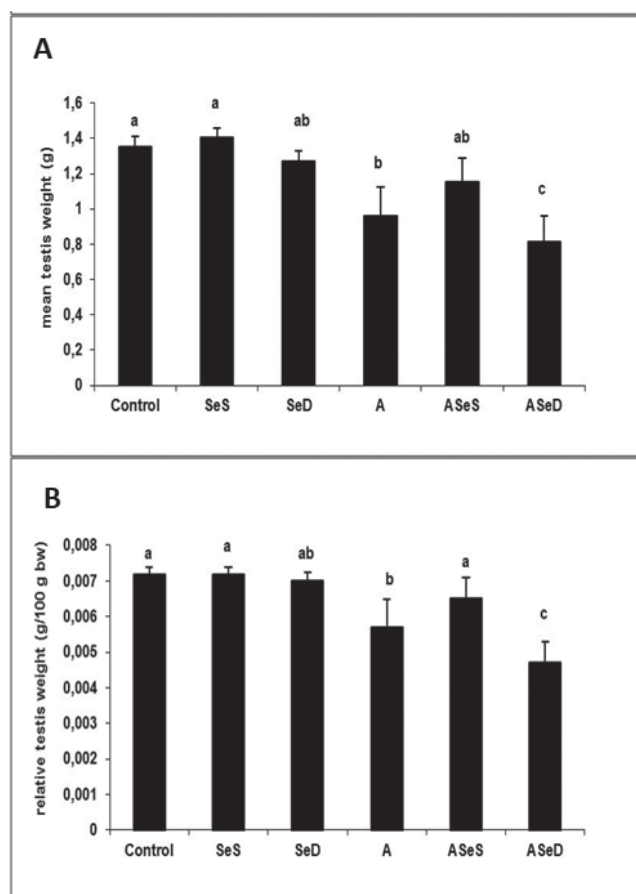 A
mean testis weight (g)
1,6
1,4
1,2
1
0,8
0,6
0,4
0,2
0
a
a
ab
b
ab
c
Control SeS SeD A ASeS ASeD
B
relative testis weight (g/100 g bw)
0,008
0,007
0,006
0,005
0,004
0,003
0,002
0,001
0
a
a
ab
b
a
c
Control SeS SeD A ASeS ASeD